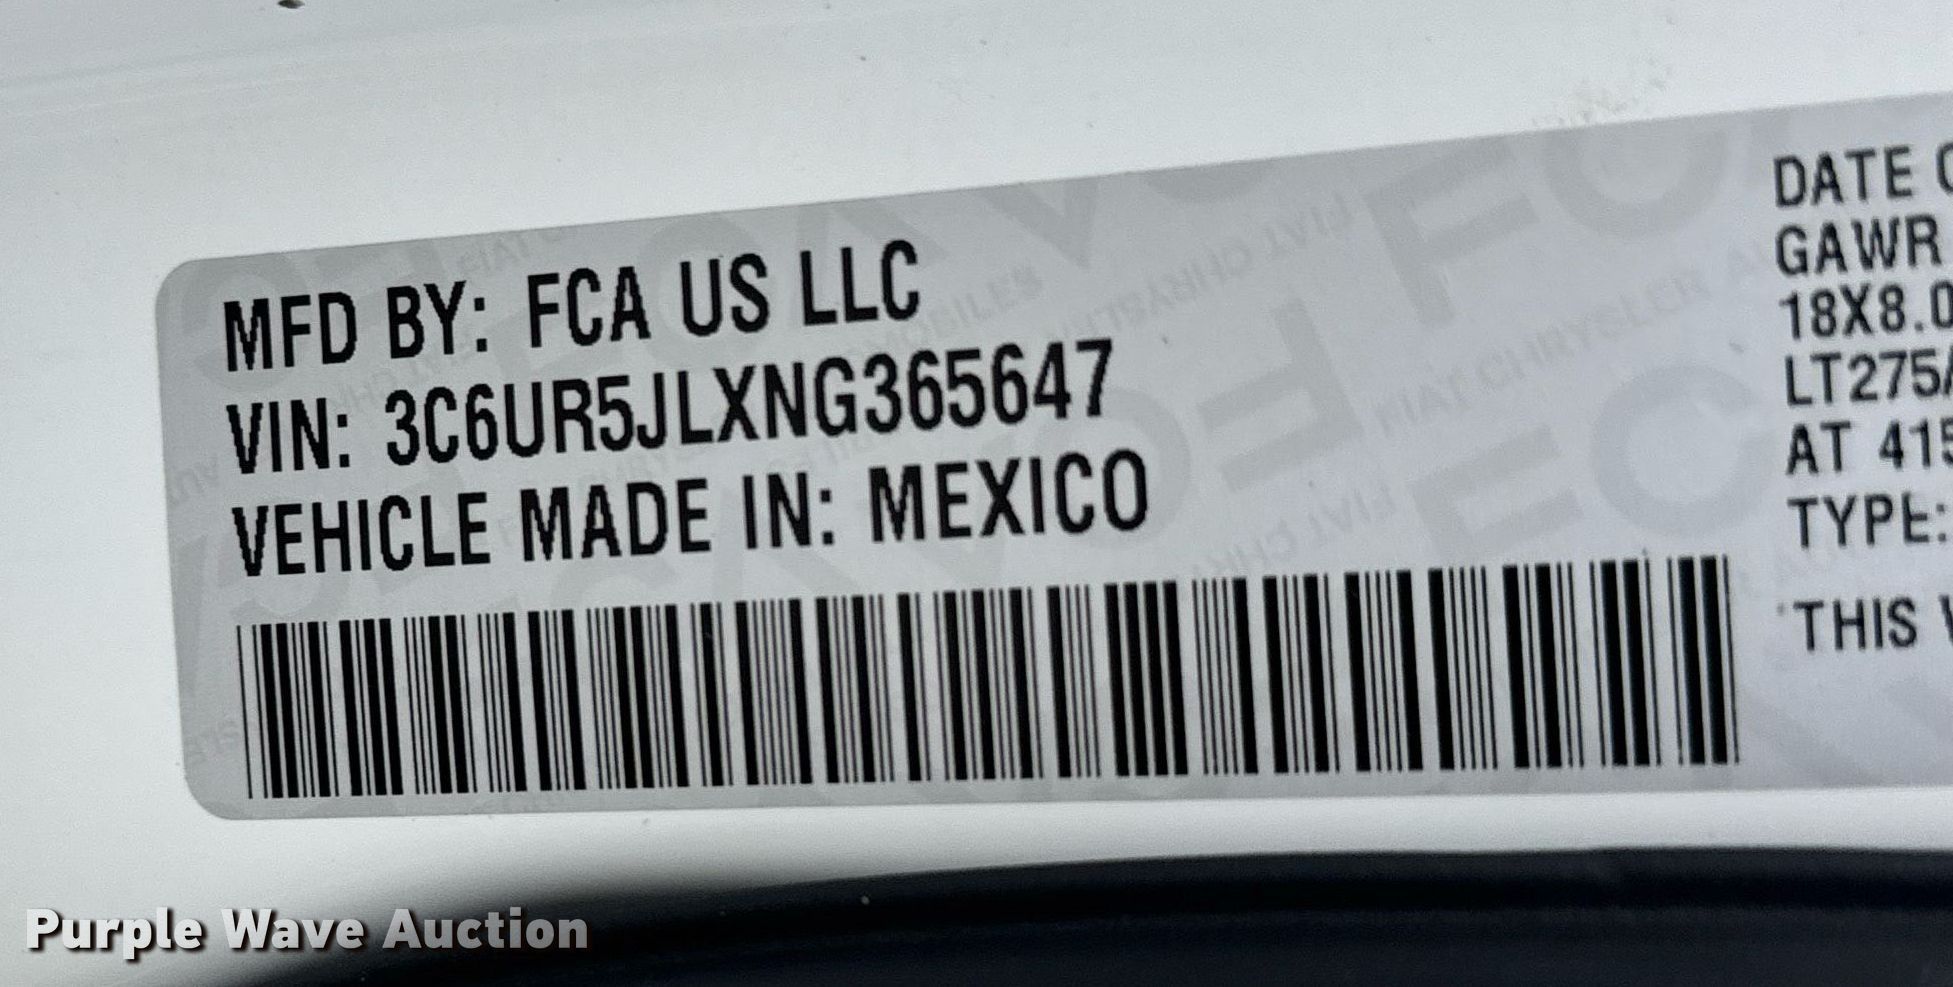 MFD BY: FCA US LLC
VIN: 3C6UR5JLXNG365647
VEHICLE MADE IN: MEXICO
DATE
GAWR
18X8.0
LT275/
AT 415
TYPE:
THIS
Purple Wave Auction